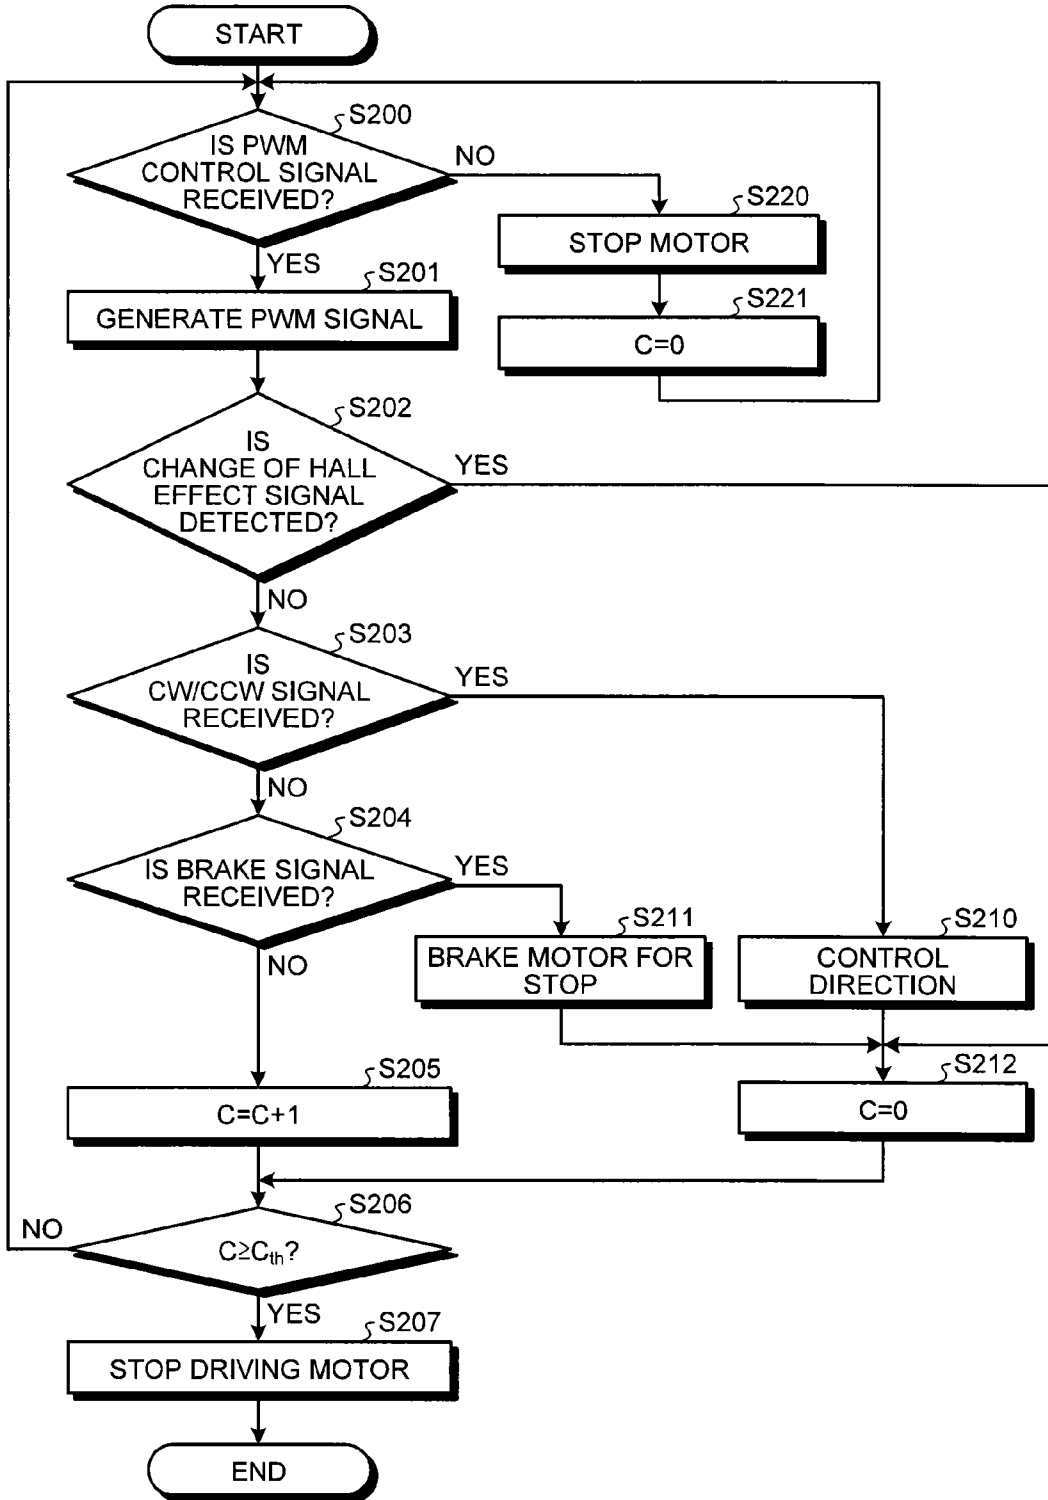 START
S200
IS PWM
CONTROL SIGNAL
RECEIVED?
NO
S220
STOP MOTOR
YES
S201
GENERATE PWM SIGNAL
S221
C=0
S202
IS
CHANGE OF HALL
EFFECT SIGNAL
DETECTED?
YES
NO
S203
IS
CW/CCW SIGNAL
RECEIVED?
YES
NO
S204
IS BRAKE SIGNAL
RECEIVED?
YES
NO
S211
BRAKE MOTOR FOR
STOP
S210
CONTROL
DIRECTION
S205
C=C+1
S212
C=0
S206
C≥Cth?
NO
YES
S207
STOP DRIVING MOTOR
END